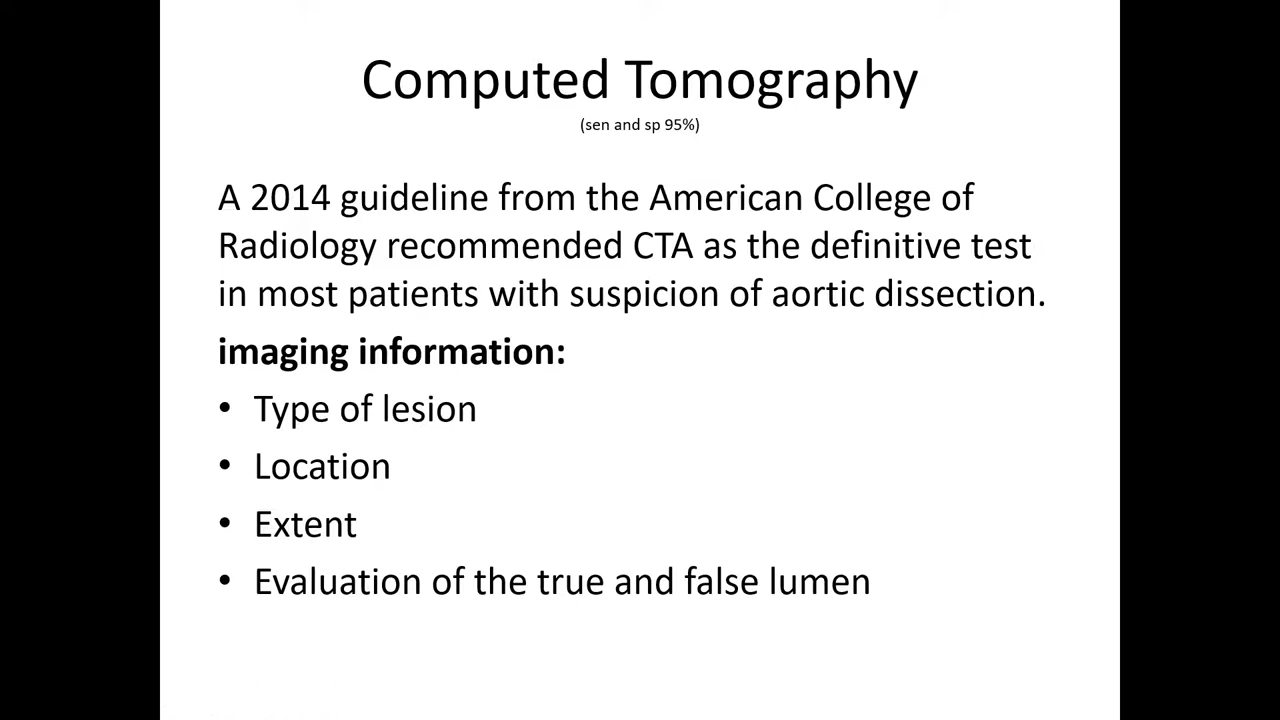 Computed Tomography
(sen and sp 95%)
A 2014 guideline from the American College of
Radiology recommended CTA as the definitive test
in most patients with suspicion of aortic dissection.
imaging information:
• Type of lesion
• Location
• Extent
• Evaluation of the true and false lumen